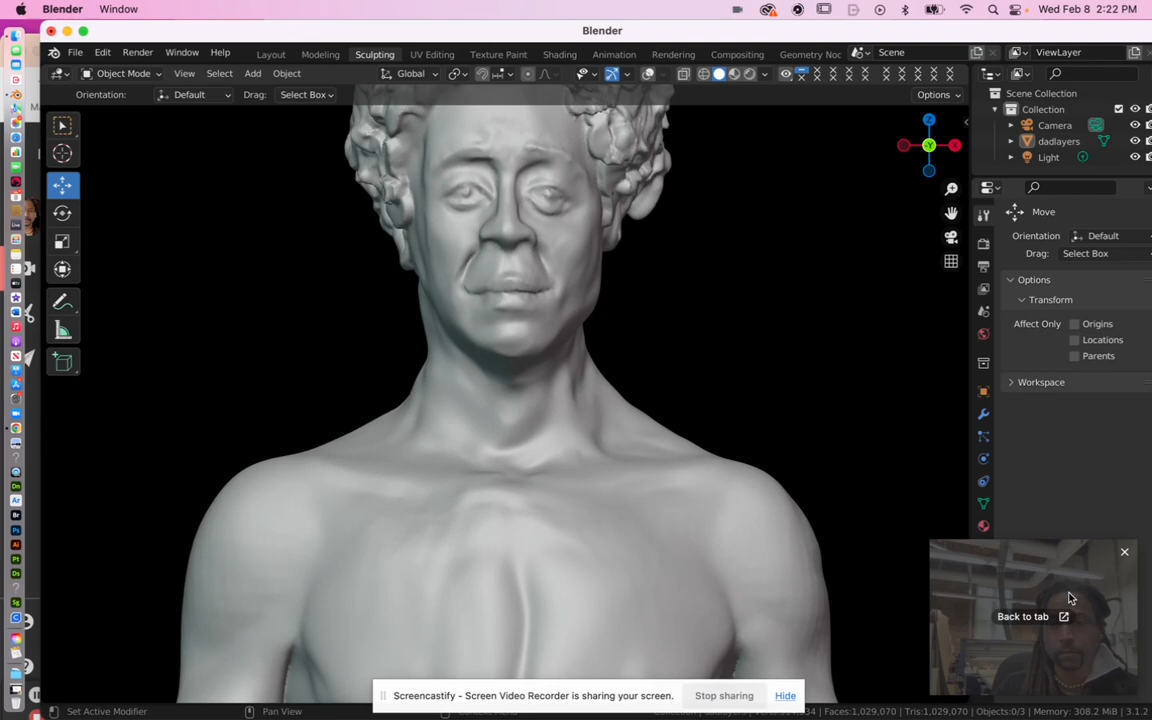 Blender Window Wed Feb 8 2:22 PM
Blender
File Edit Render Window Help Layout Modeling Sculpting UV Editing Texture Paint Shading Animation Rendering Compositing Geometry Noc Scene ViewLayer
Object Mode View Select Add Object Global
Orientation: Default Drag: Select Box Options
Scene Collection
Collection
Camera
dadlayers
Light
Z
-Y
X
Move
Orientation Default
Drag: Select Box
Options
Transform
Affect Only Origins
Locations
Parents
Workspace
Back to tab
Screencastify - Screen Video Recorder is sharing your screen. Stop sharing Hide
Set Active Modifier Pan View Faces:1,029,070 Tris:1,029,070 Objects:0/3 Memory: 308.2 MiB 3.1.2